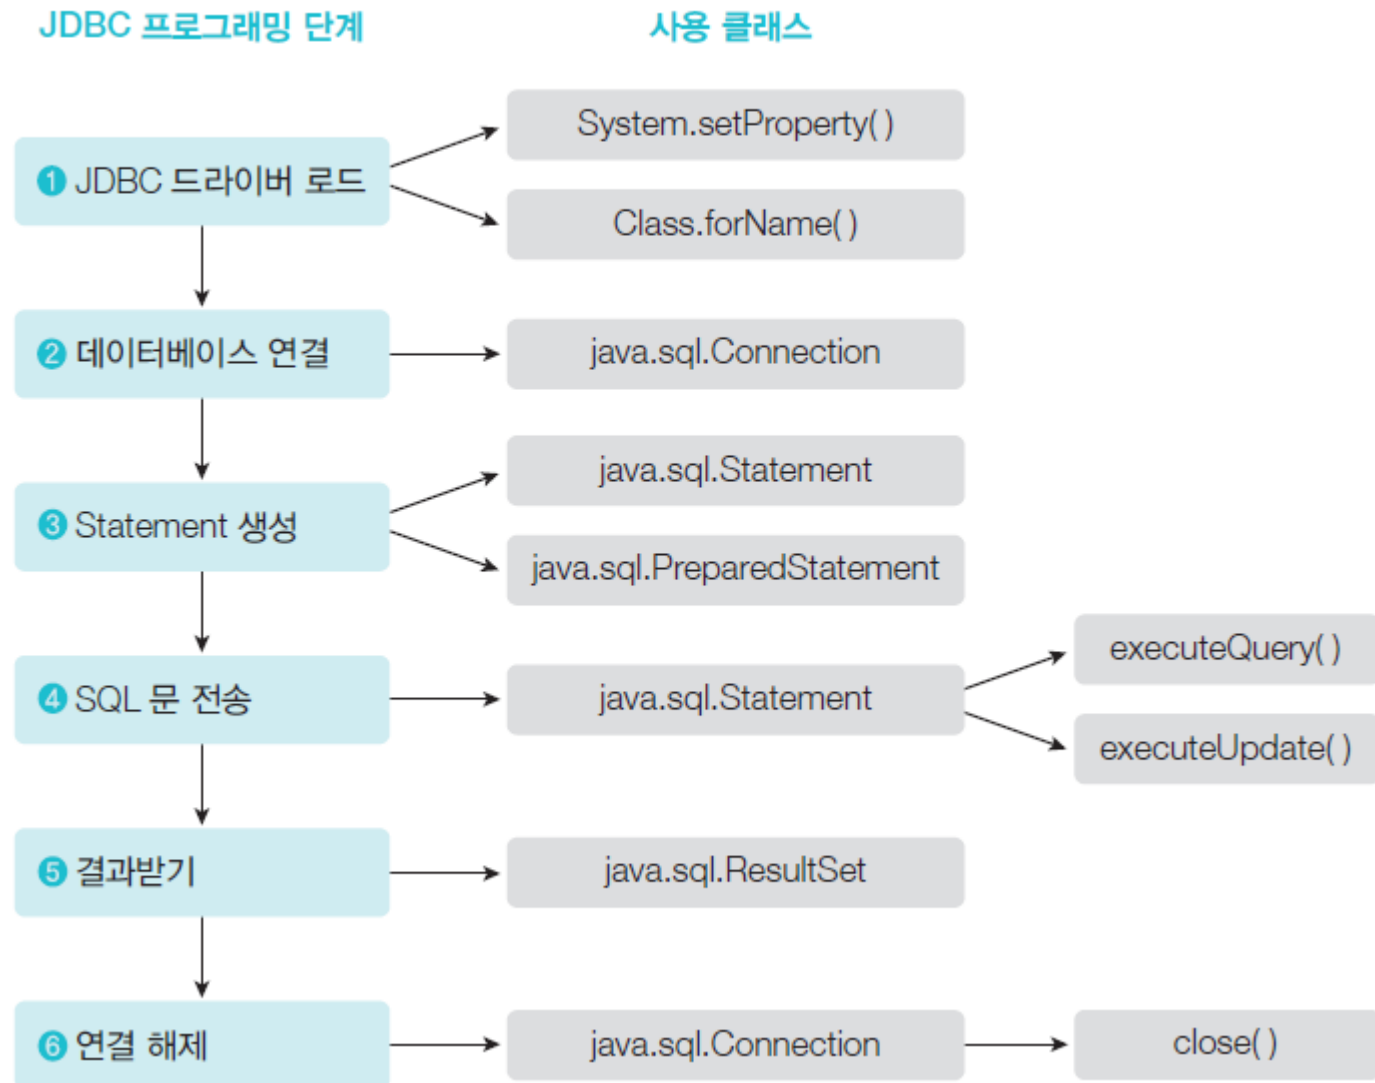 JDBC 프로그래밍 단계
사용 클래스
❶ JDBC 드라이버 로드
System.setProperty( )
Class.forName( )
❷ 데이터베이스 연결
java.sql.Connection
❸ Statement 생성
java.sql.Statement
java.sql.PreparedStatement
❹ SQL 문 전송
java.sql.Statement
executeQuery( )
executeUpdate( )
❺ 결과받기
java.sql.ResultSet
❻ 연결 해제
java.sql.Connection
close( )